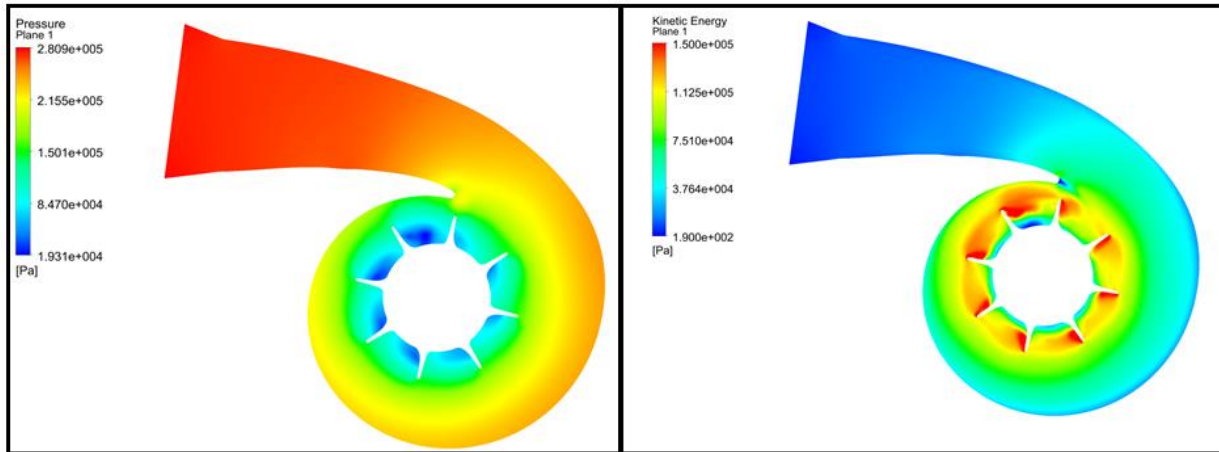 Pressure
Plane 1
2.809e+005
2.155e+005
1.501e+005
8.470e+004
1.931e+004
[Pa]
Kinetic Energy
Plane 1
1.500e+005
1.125e+005
7.510e+004
3.764e+004
1.900e+002
[Pa]